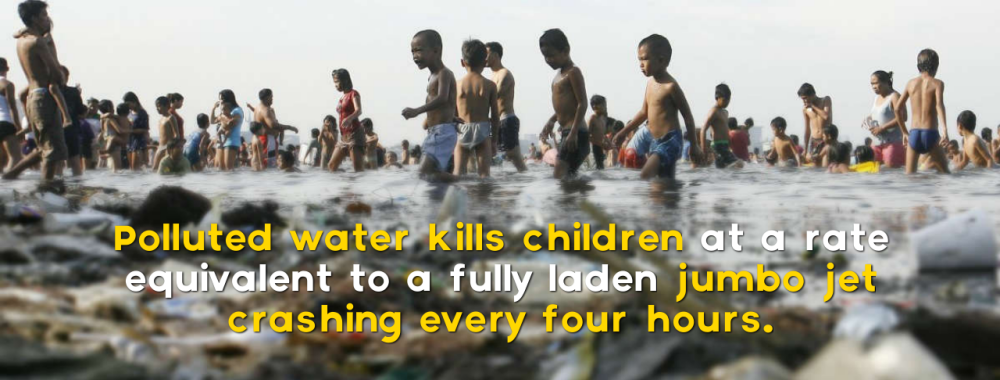 Polluted water kills children at a rate
equivalent to a fully laden jumbo jet
crashing every four hours.